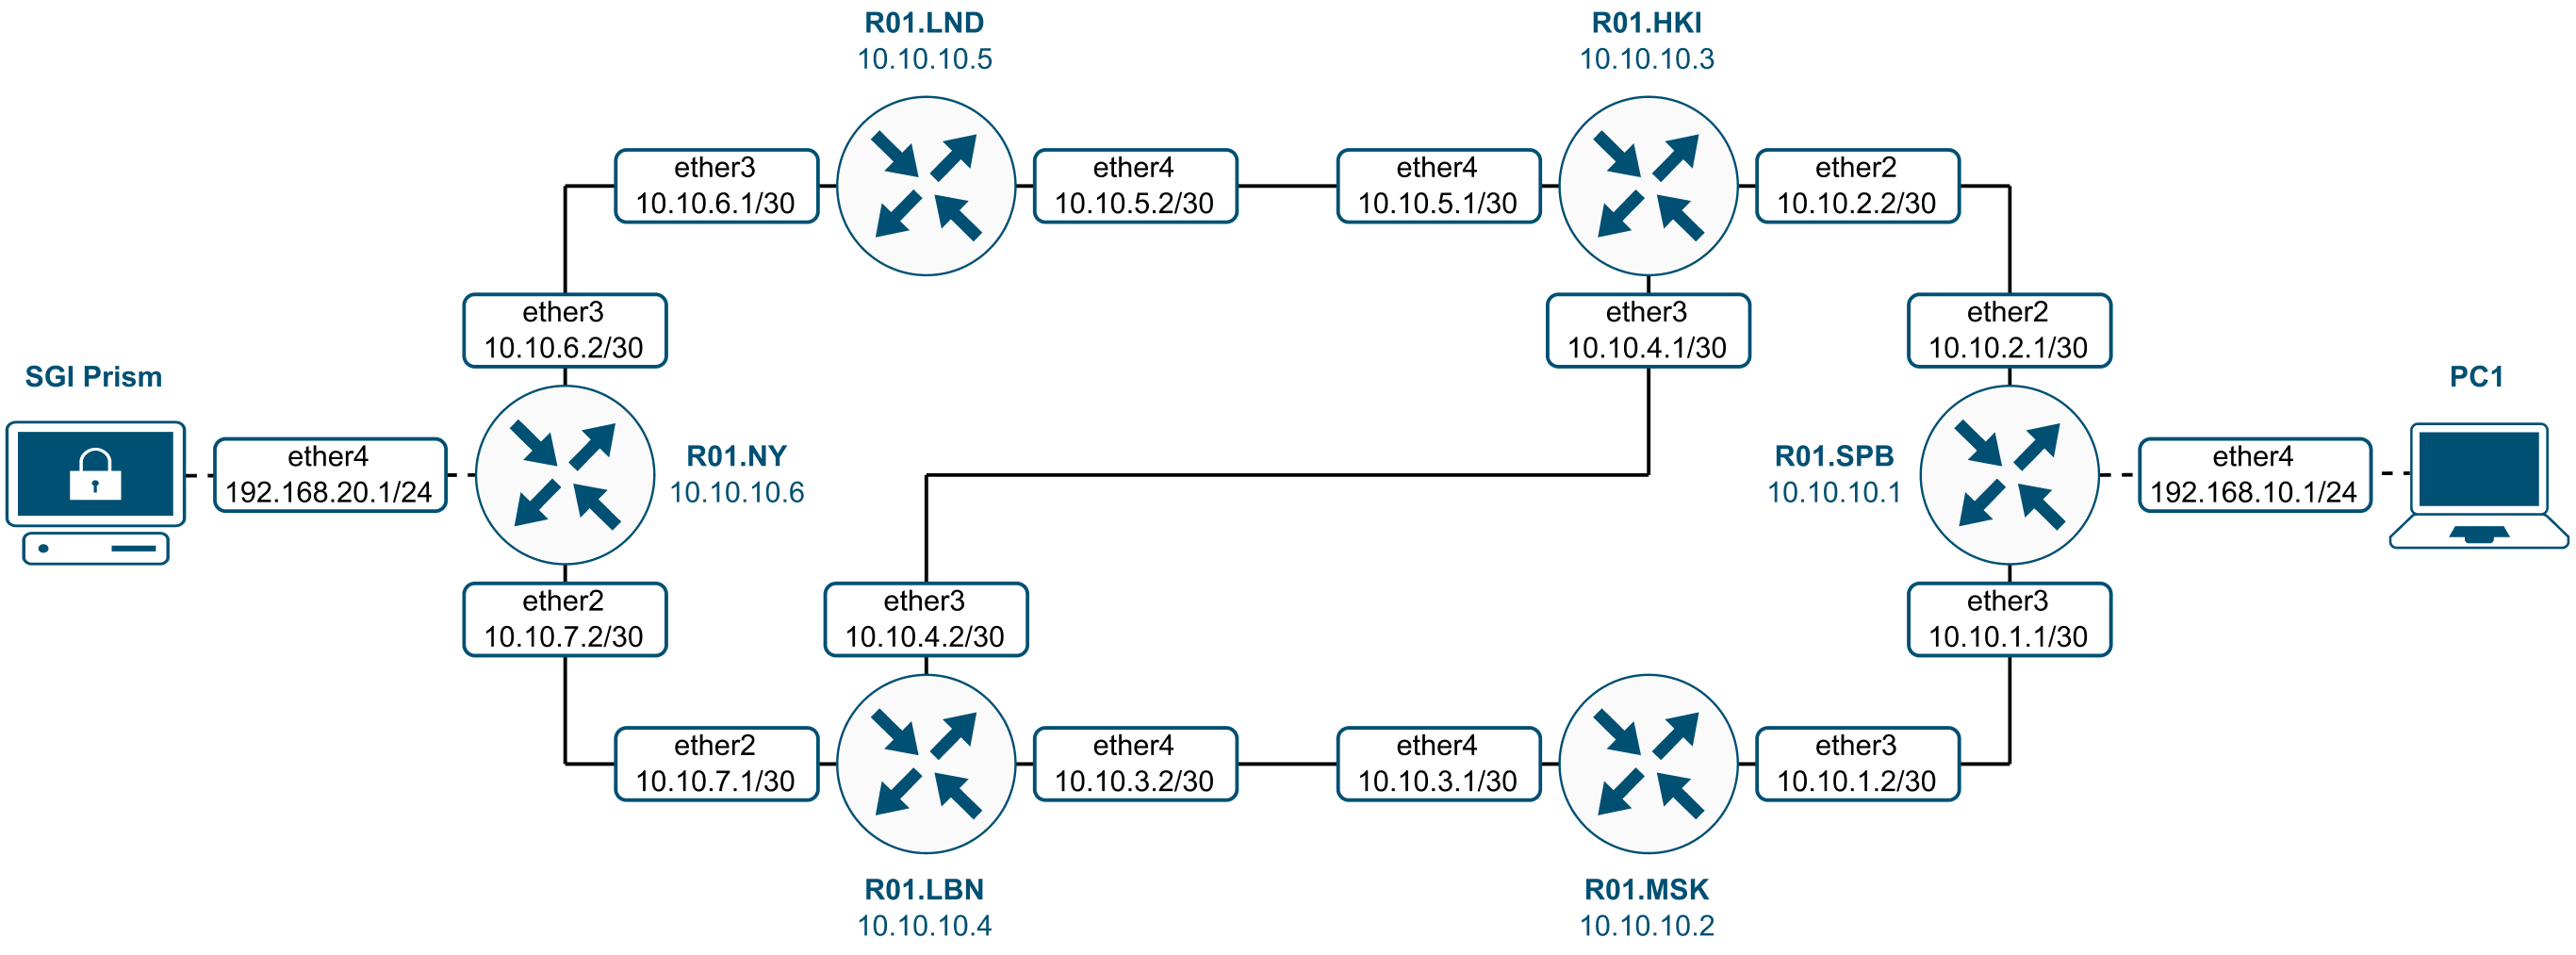 R01.LND
10.10.10.5
R01.HKI
10.10.10.3
ether3
10.10.6.1/30
ether4
10.10.5.2/30
ether4
10.10.5.1/30
ether2
10.10.2.2/30
ether3
10.10.6.2/30
ether3
10.10.4.1/30
ether2
10.10.2.1/30
SGI Prism
PC1
ether4
192.168.20.1/24
R01.NY
10.10.10.6
R01.SPB
10.10.10.1
ether4
192.168.10.1/24
ether2
10.10.7.2/30
ether3
10.10.4.2/30
ether3
10.10.1.1/30
ether2
10.10.7.1/30
ether4
10.10.3.2/30
ether4
10.10.3.1/30
ether3
10.10.1.2/30
R01.LBN
10.10.10.4
R01.MSK
10.10.10.2